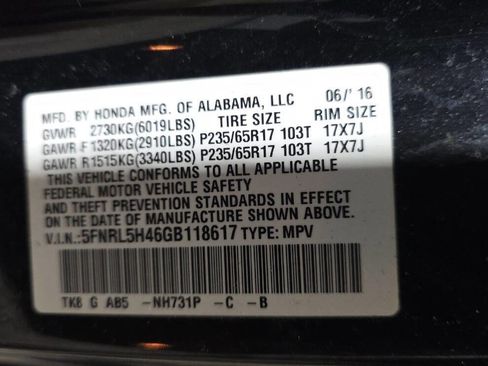 MFD. BY HONDA MFG. OF ALABAMA, LLC 06/'16
GVWR 2730KG(6019LBS) TIRE SIZE RIM SIZE
GAWR F 1320KG(2910LBS) P235/65R17 103T 17X7J
GAWR R 1515KG(3340LBS) P235/65R17 103T 17X7J
THIS VEHICLE CONFORMS TO ALL APPLICABLE
FEDERAL MOTOR VEHICLE SAFETY
AND THEFT PREVENTION STANDARDS IN EFFECT
ON THE DATE OF MANUFACTURE SHOWN ABOVE.
V.I.N.:5FNRL5H46GB118617 TYPE: MPV
TK8 G AB5 -NH731P -C -B